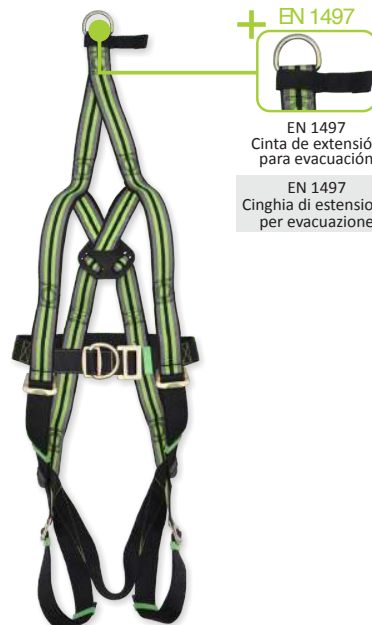 + EN 1497
EN 1497
Cinta de extensió
para evacuación
EN 1497
Cinghia di estensio
per evacuazione